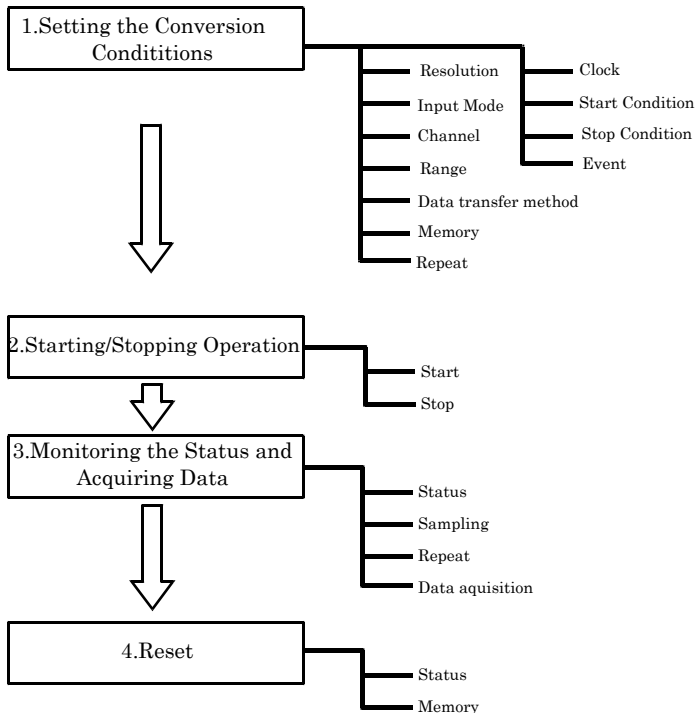 1.Setting the Conversion
Condititions
Resolution
Input Mode
Channel
Range
Data transfer method
Memory
Repeat
Clock
Start Condition
Stop Condition
Event
2.Starting/Stopping Operation
Start
Stop
3.Monitoring the Status and
Acquiring Data
Status
Sampling
Repeat
Data aquisition
4.Reset
Status
Memory